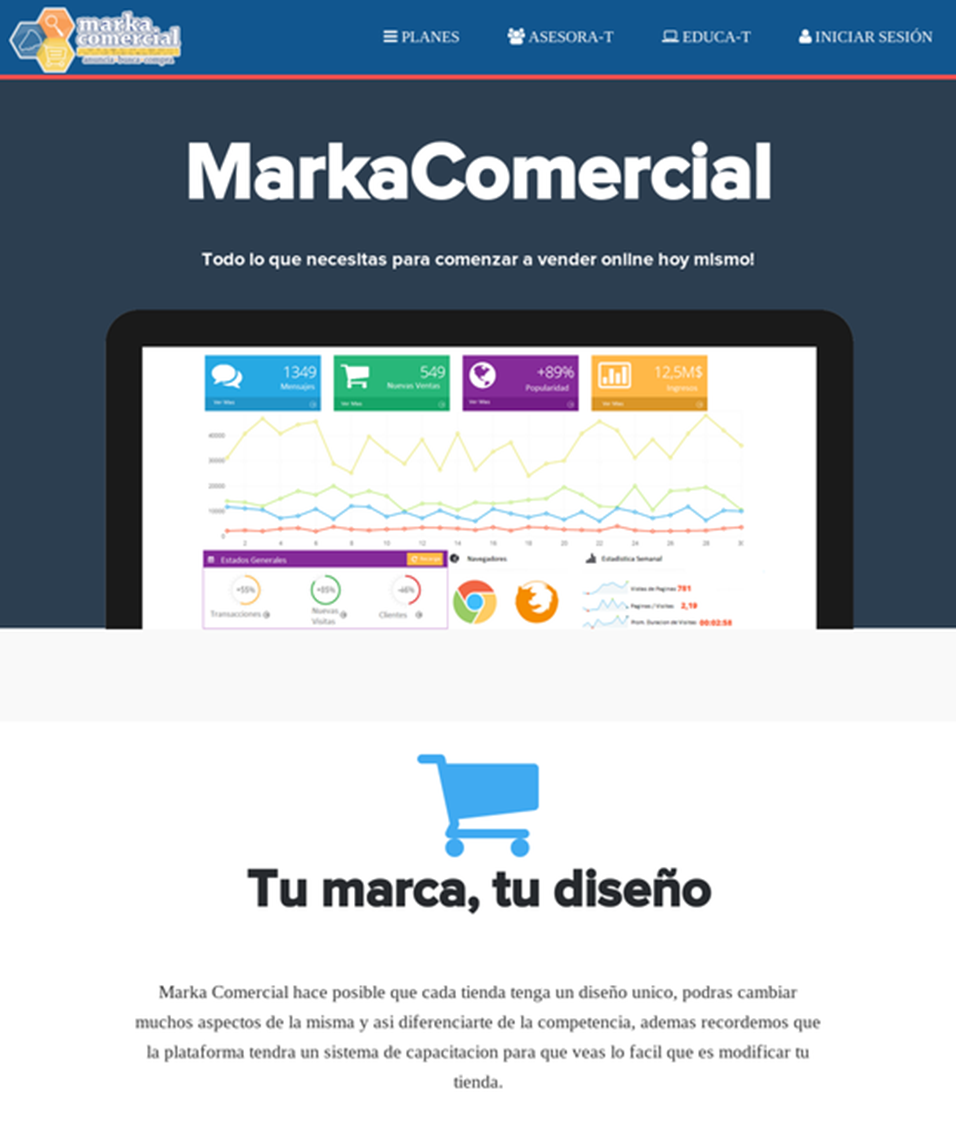 marka
comercial
anuncia-busca-compra
PLANES ASESORA-T EDUCA-T INICIAR SESIÓN
MarkaComercial
Todo lo que necesitas para comenzar a vender online hoy mismo!
1349 549 +89% 12,5M$
Mensajes Nuevas Ventas Popularidad Ingresos
Ver Mas Ver Mas Ver Mas Ver Mas
40000
30000
20000
10000
0
2 4 6 8 10 12 14 16 18 20 22 24 26 28 30
Estados Generales Navegadores Estadistica Semanal
+55% +85% -46%
Transacciones Nuevas Visitas Clientes
Visitas de Paginas 781
Paginas / Visitas 2,19
Prom. Duracion de Visitas 00:02:58
Tu marca, tu diseño
Marka Comercial hace posible que cada tienda tenga un diseño unico, podras cambiar
muchos aspectos de la misma y asi diferenciarte de la competencia, ademas recordemos que
la plataforma tendra un sistema de capacitacion para que veas lo facil que es modificar tu
tienda.